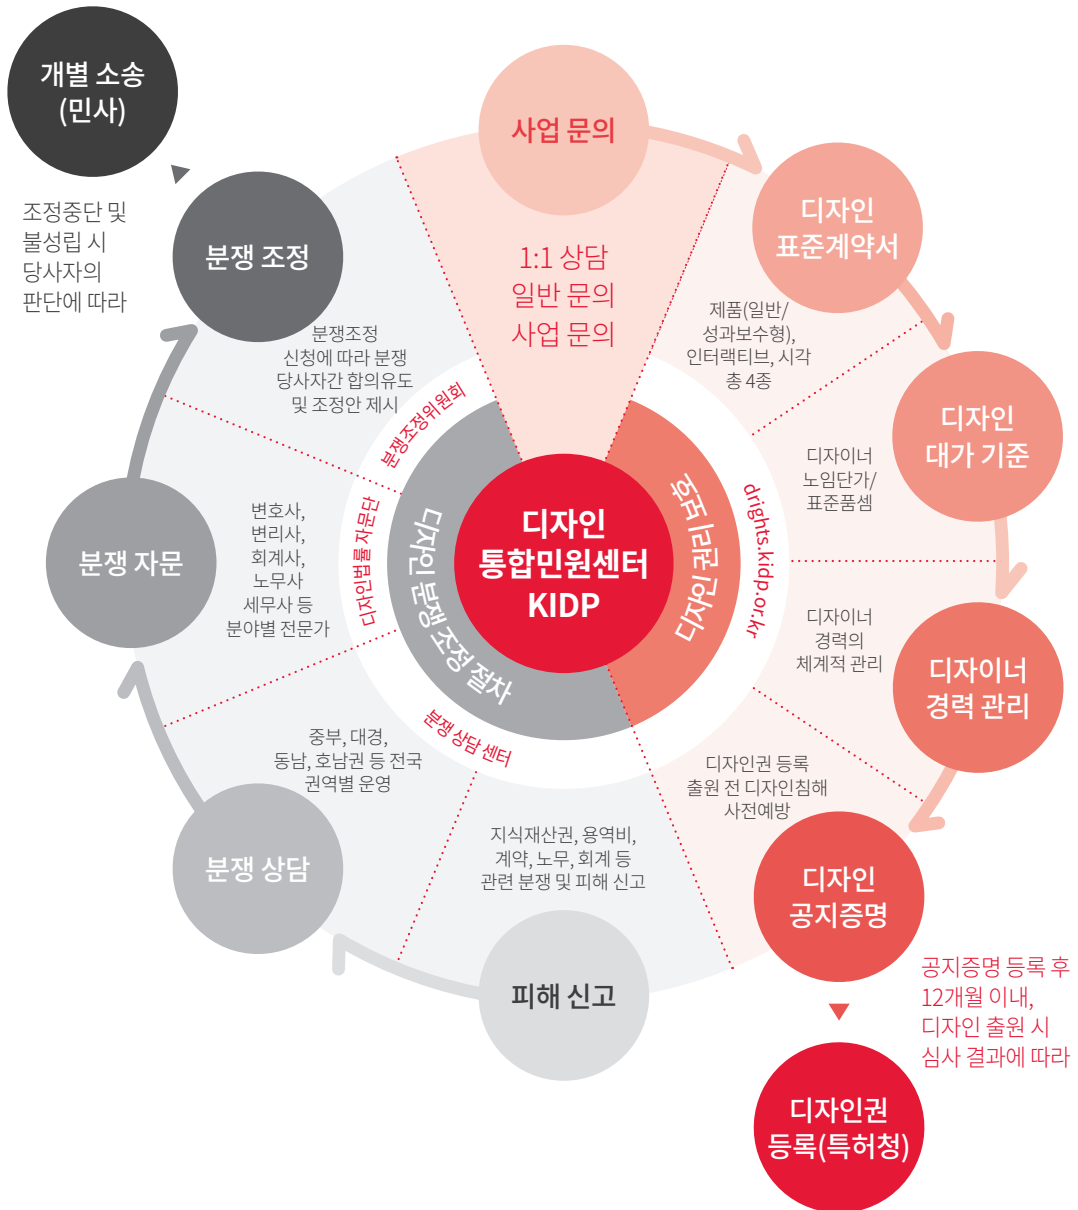 개별 소송
(민사)
조정중단 및
불성립 시
당사자의
판단에 따라
사업 문의
1:1 상담
일반 문의
사업 문의
디자인
표준계약서
제품(일반/
성과보수형),
인터랙티브, 시각
총 4종
디자인
대가 기준
디자이너
노임단가/
표준품셈
디자이너
경력 관리
디자이너
경력의
체계적 관리
디자인
공지증명
디자인권 등록
출원 전 디자인침해
사전예방
공지증명 등록 후
12개월 이내,
디자인 출원 시
심사 결과에 따라
디자인권
등록(특허청)
피해 신고
지식재산권, 용역비,
계약, 노무, 회계 등
관련 분쟁 및 피해 신고
분쟁 상담
중부, 대경,
동남, 호남권 등 전국
권역별 운영
분쟁 자문
변호사,
변리사,
회계사,
노무사
세무사 등
분야별 전문가
분쟁 조정
분쟁조정
신청에 따라 분쟁
당사자간 합의유도
및 조정안 제시
분쟁조정위원회
디자인법률자문단
분쟁 상담 센터
drights.kidp.or.kr
디자인 분쟁 조정 절차
디자인 권리 보호
디자인
통합민원센터
KIDP